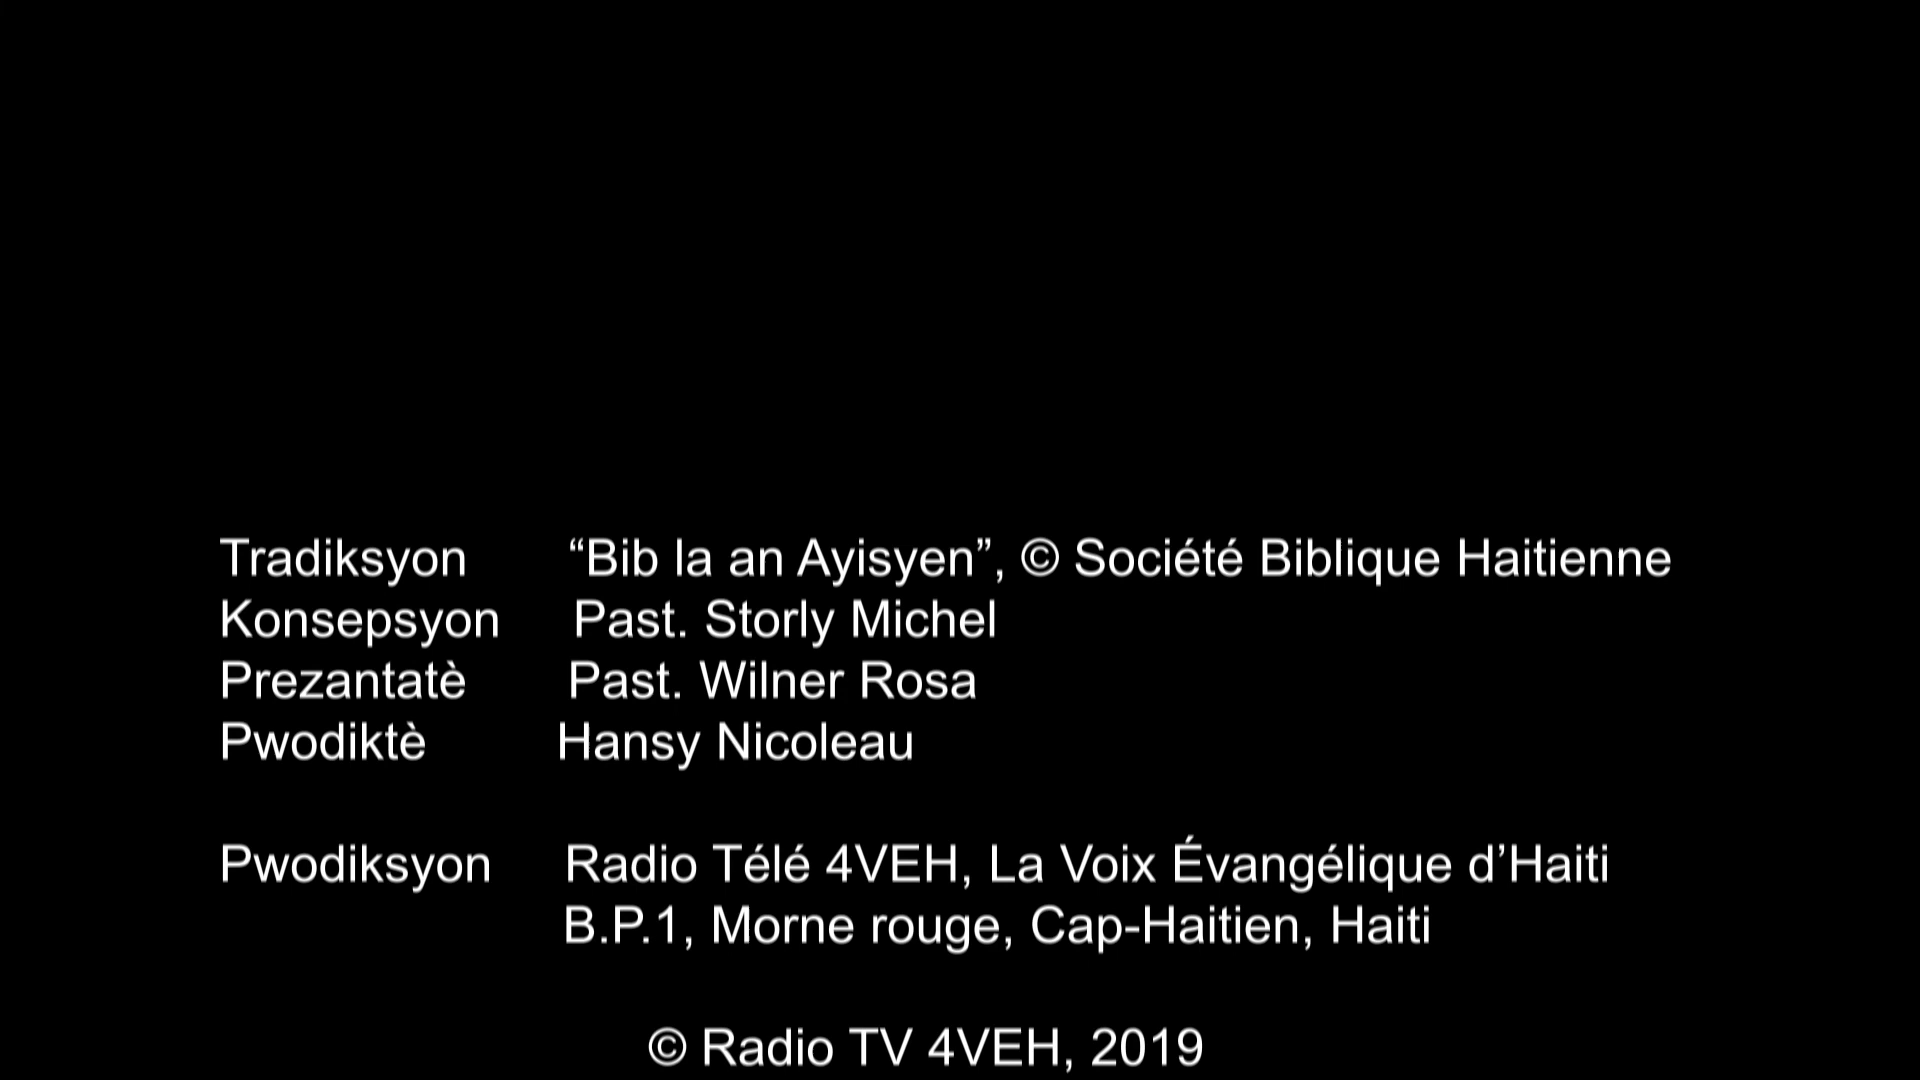 Tradiksyon “Bib la an Ayisyen”, © Société Biblique Haitienne
Konsepsyon Past. Storly Michel
Prezantatè Past. Wilner Rosa
Pwodiktè Hansy Nicoleau
Pwodiksyon Radio Télé 4VEH, La Voix Évangélique d’Haiti
B.P.1, Morne rouge, Cap-Haitien, Haiti
© Radio TV 4VEH, 2019